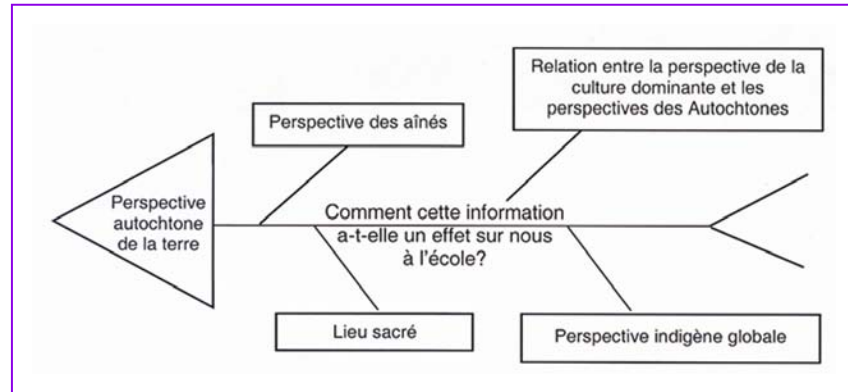 Relation entre la perspective de la
culture dominante et les
perspectives des Autochtones
Perspective des aînés
Perspective
autochtone
de la terre
Comment cette information
a-t-elle un effet sur nous
à l'école?
Lieu sacré
Perspective indigène globale